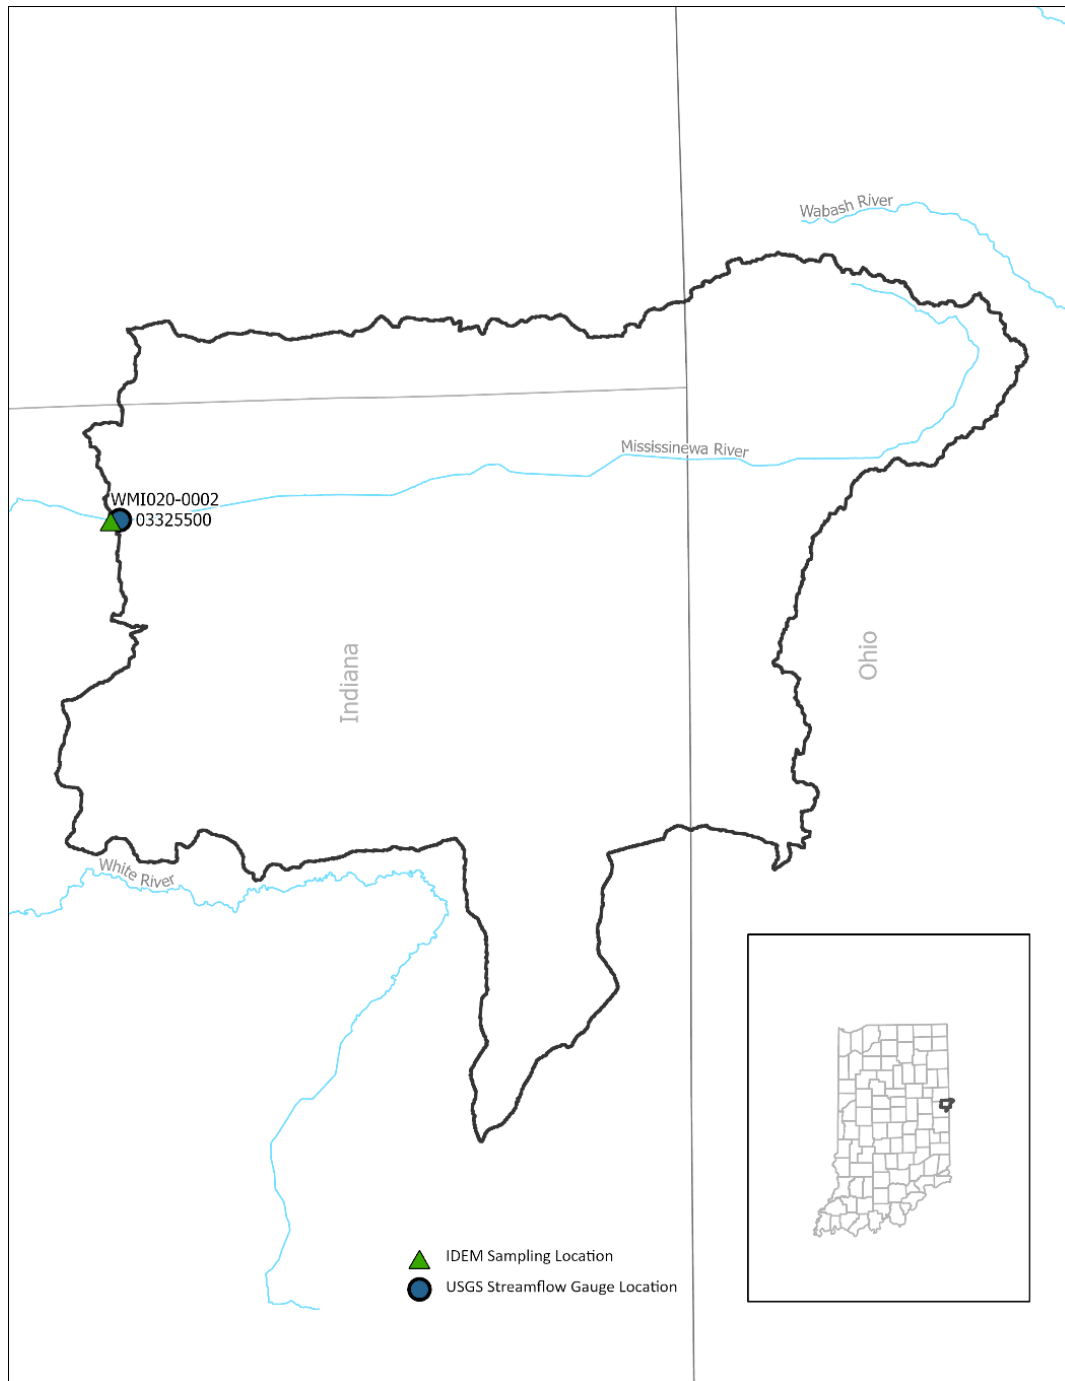 Wabash River
Mississinewa River
WMI020-0002
03325500
Indiana
Ohio
White River
IDEM Sampling Location
USGS Streamflow Gauge Location